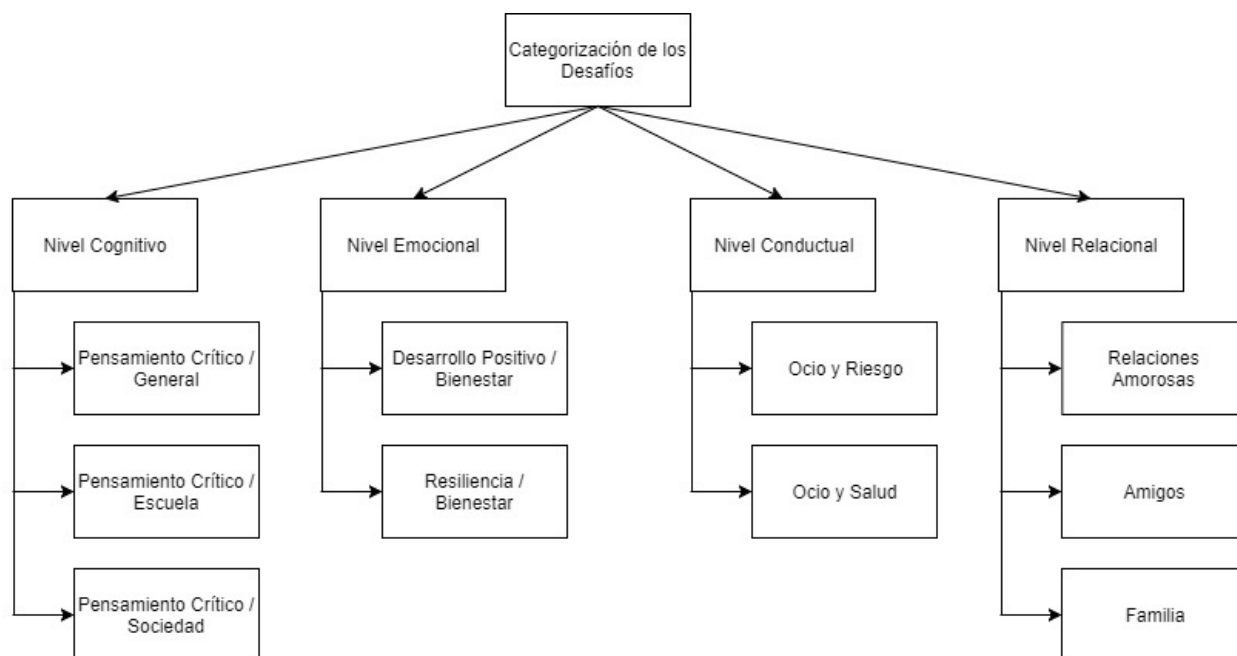 Categorización de los
Desafíos
Nivel Cognitivo
Nivel Emocional
Nivel Conductual
Nivel Relacional
Pensamiento Crítico /
General
Desarrollo Positivo /
Bienestar
Ocio y Riesgo
Relaciones
Amorosas
Pensamiento Crítico /
Escuela
Resiliencia /
Bienestar
Ocio y Salud
Amigos
Pensamiento Crítico /
Sociedad
Familia